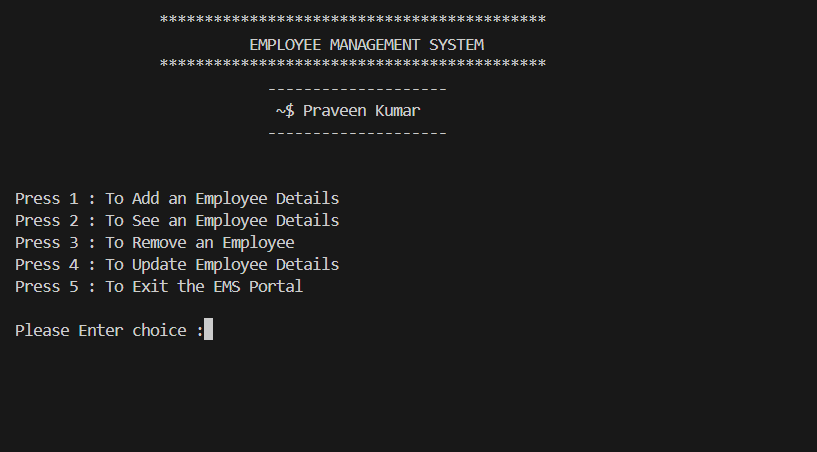 *******************************************
EMPLOYEE MANAGEMENT SYSTEM
*******************************************
--------------------
~$ Praveen Kumar
--------------------
Press 1 : To Add an Employee Details
Press 2 : To See an Employee Details
Press 3 : To Remove an Employee
Press 4 : To Update Employee Details
Press 5 : To Exit the EMS Portal
Please Enter choice :